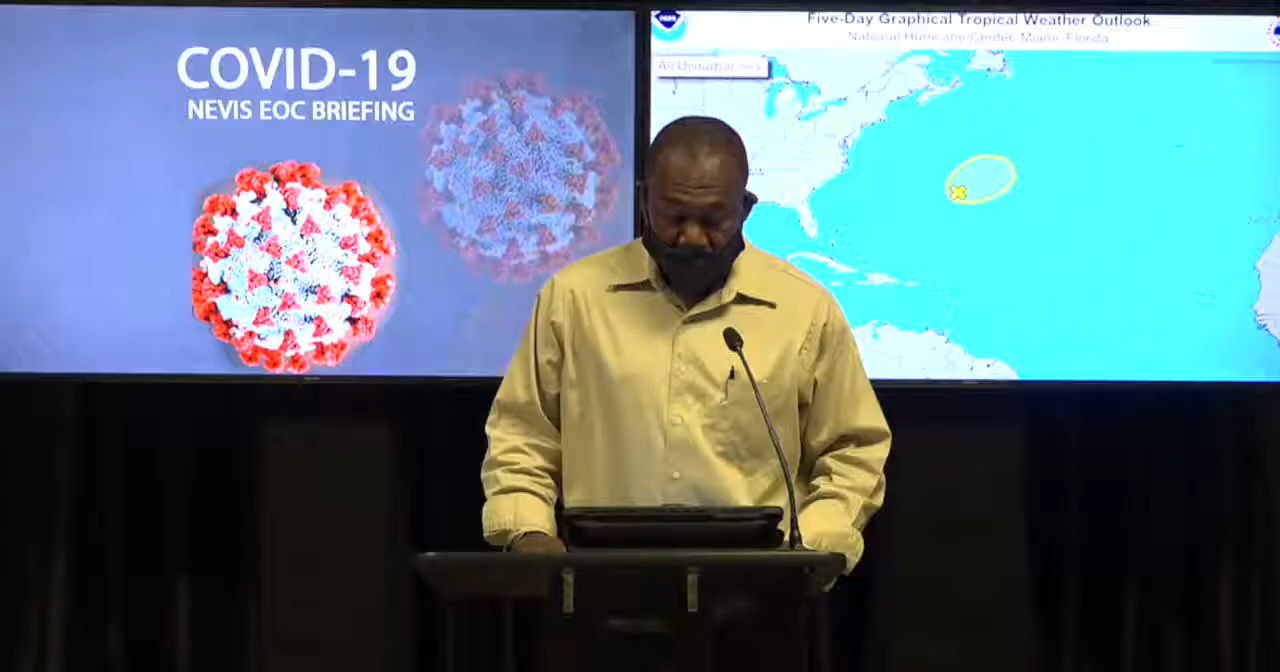 COVID-19
NEVIS EOC BRIEFING
Five-Day Graphical Tropical Weather Outlook
National Hurricane Center, Miami, Florida
All Disturbances